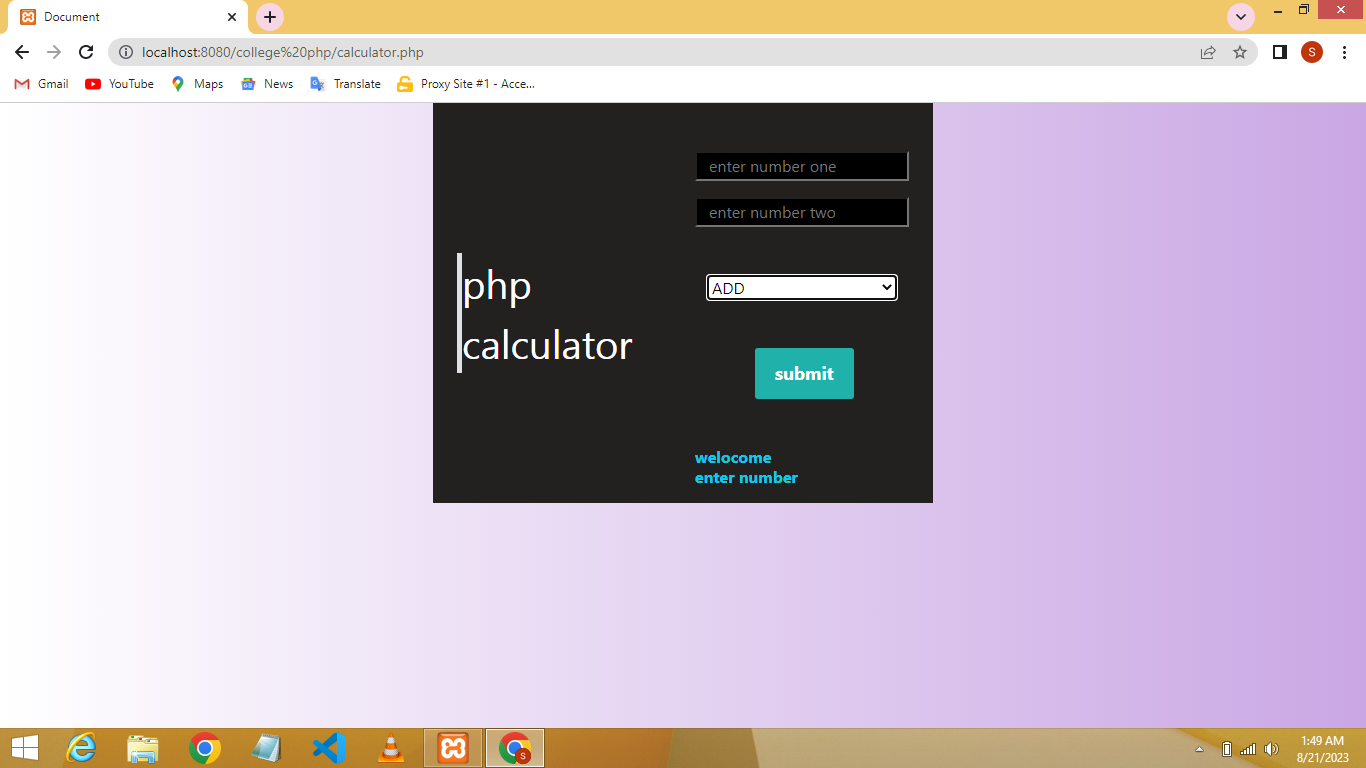 Document
localhost:8080/college%20php/calculator.php
S
Gmail
YouTube
Maps
News
Translate
Proxy Site #1 - Acce...
enter number one
enter number two
ADD
php
calculator
submit
welocome
enter number
S
1:49 AM
8/21/2023